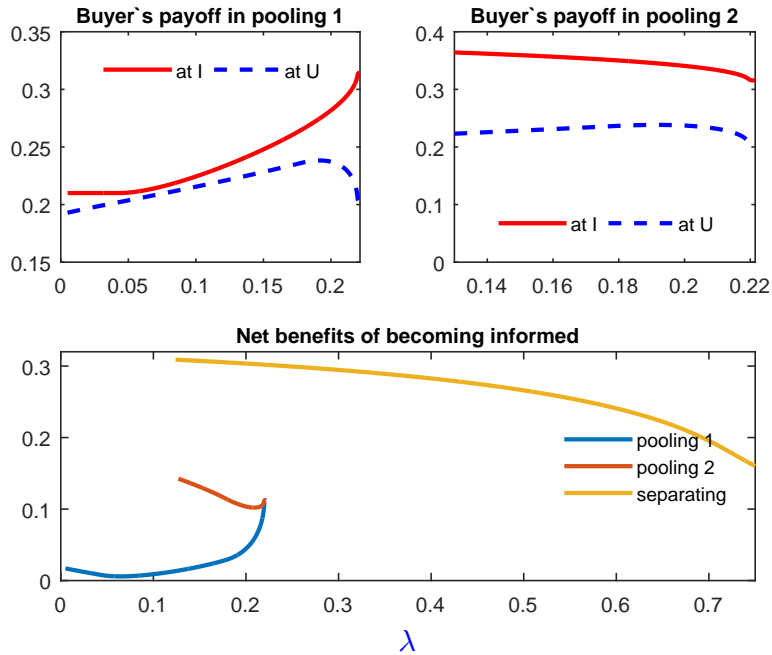 Buyer`s payoff in pooling 1
0.35
0.3
0.25
0.2
0.15
at I
at U
0
0.05
0.1
0.15
0.2
Buyer`s payoff in pooling 2
0.4
0.3
0.2
0.1
0
at I
at U
0.14
0.16
0.18
0.2
0.22
Net benefits of becoming informed
0.3
0.2
0.1
0
pooling 1
pooling 2
separating
0
0.1
0.2
0.3
0.4
0.5
0.6
0.7
λ